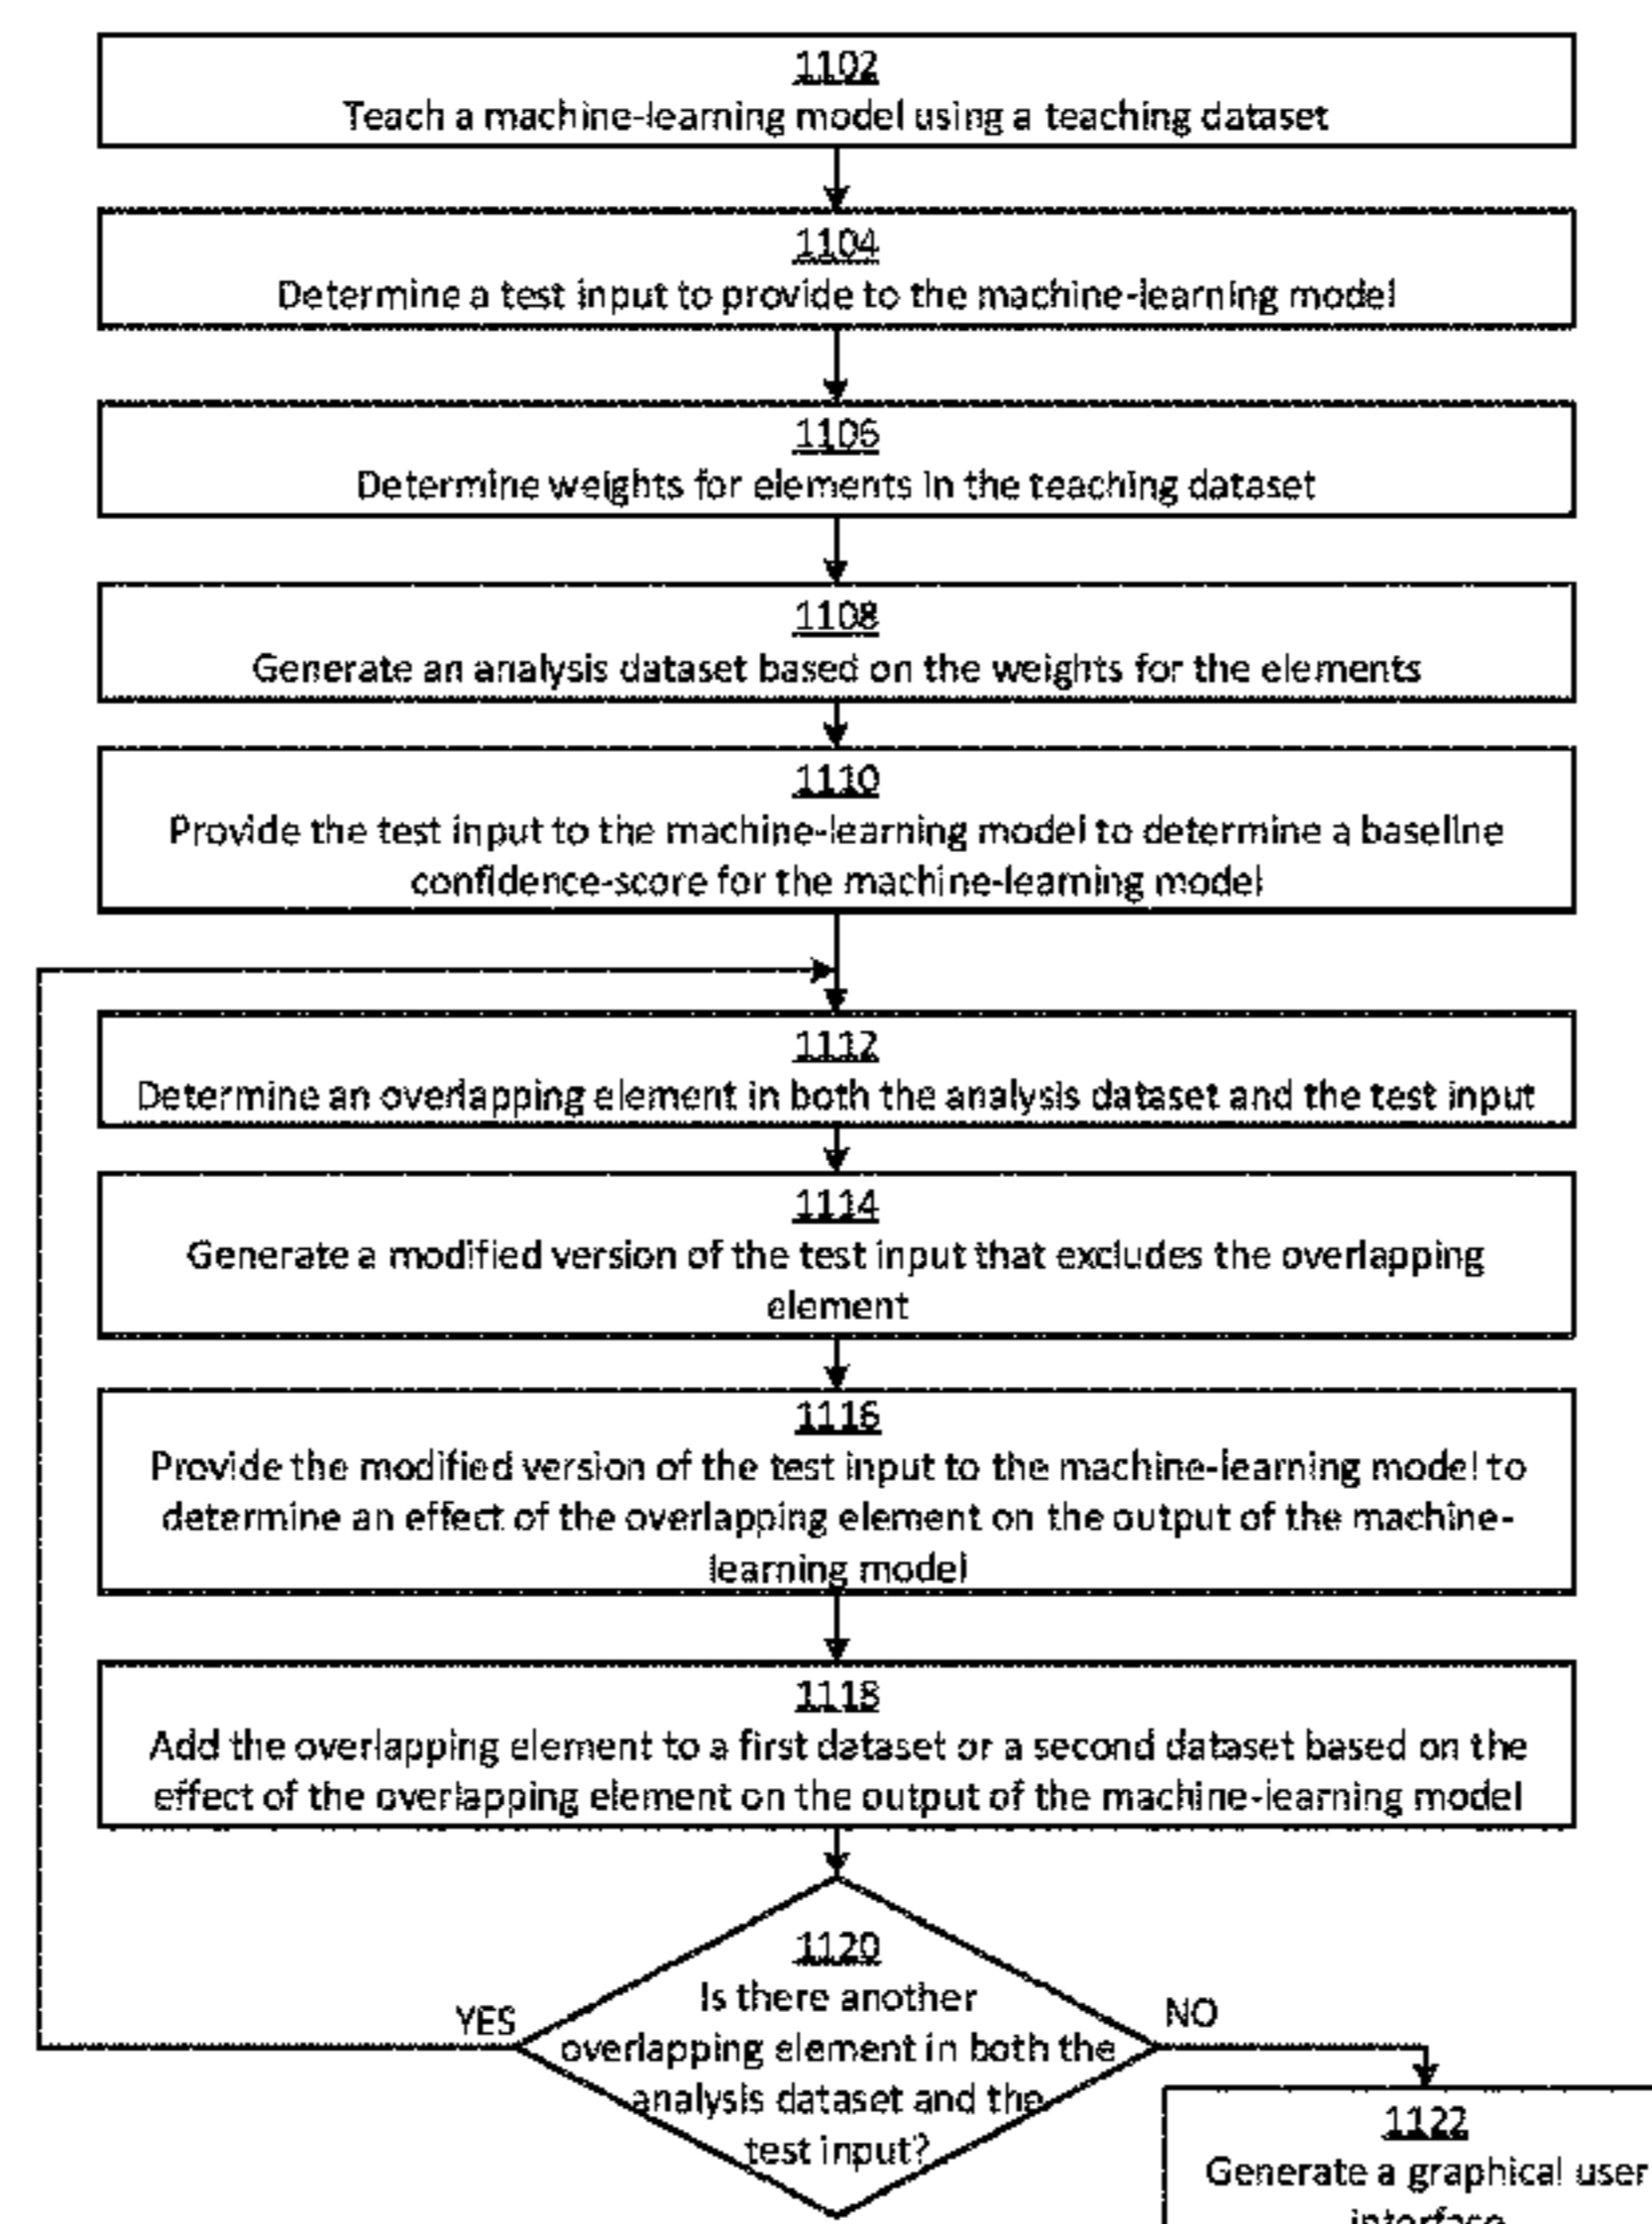 1102
Teach a machine-learning model using a teaching dataset
1104
Determine a test input to provide to the machine-learning model
1106
Determine weights for elements in the teaching dataset
1108
Generate an analysis dataset based on the weights for the elements
1110
Provide the test input to the machine-learning model to determine a baseline
confidence-score for the machine-learning model
1112
Determine an overlapping element in both the analysis dataset and the test input
1114
Generate a modified version of the test input that excludes the overlapping
element
1116
Provide the modified version of the test input to the machine-learning model to
determine an effect of the overlapping element on the output of the machine-
learning model
1118
Add the overlapping element to a first dataset or a second dataset based on the
effect of the overlapping element on the output of the machine-learning model
1120
Is there another
overlapping element in both the
analysis dataset and the
test input?
YES
NO
1122
Generate a graphical user
interface